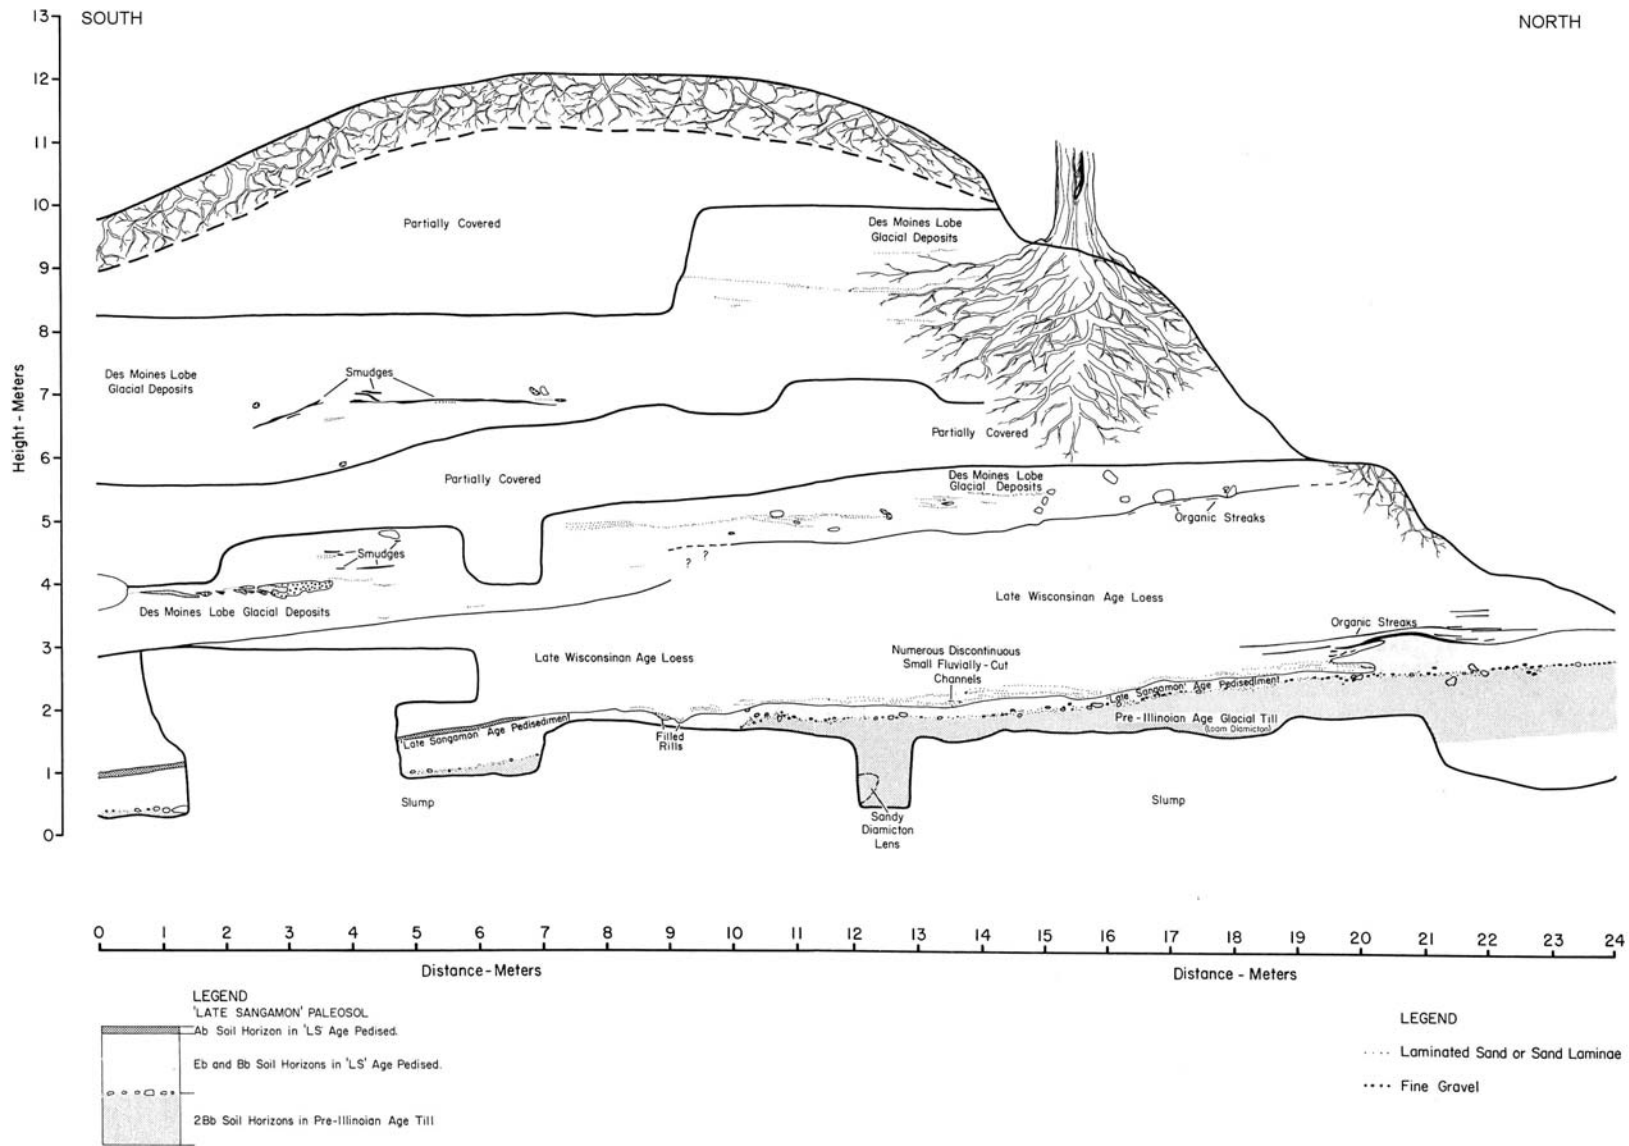 SOUTH
NORTH
13
12
11
10
9
8
7
6
5
4
3
2
1
0
Height - Meters
Partially Covered
Des Moines Lobe
Glacial Deposits
Des Moines Lobe
Glacial Deposits
Smudges
Partially Covered
Partially Covered
Des Moines Lobe
Glacial Deposits
Organic Streaks
Smudges
? ?
Des Moines Lobe Glacial Deposits
Late Wisconsinan Age Loess
Organic Streaks
Late Wisconsinan Age Loess
Numerous Discontinuous
Small Fluvially-Cut
Channels
'Late Sangamon' Age Pedisediment
'Late Sangamon' Age Pedisediment
Pre-Illinoian Age Glacial Till
(Loam Diamicton)
Filled
Rills
Slump
Slump
Sandy
Diamicton
Lens
0 1 2 3 4 5 6 7 8 9 10 11 12 13 14 15 16 17 18 19 20 21 22 23 24
Distance-Meters
Distance - Meters
LEGEND
'LATE SANGAMON' PALEOSOL
Ab Soil Horizon in 'LS' Age Pedised.
Eb and Bb Soil Horizons in 'LS' Age Pedised.
2Bb Soil Horizons in Pre-Illinoian Age Till
LEGEND
Laminated Sand or Sand Laminae
Fine Gravel